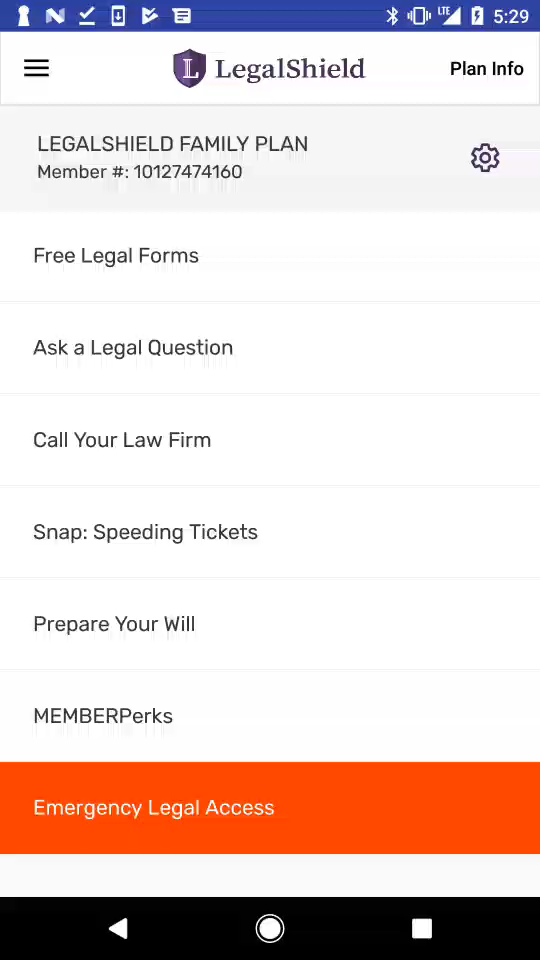 LTE 5:29
L LegalShield Plan Info
LEGALSHIELD FAMILY PLAN
Member #: 10127474160
Free Legal Forms
Ask a Legal Question
Call Your Law Firm
Snap: Speeding Tickets
Prepare Your Will
MEMBERPerks
Emergency Legal Access